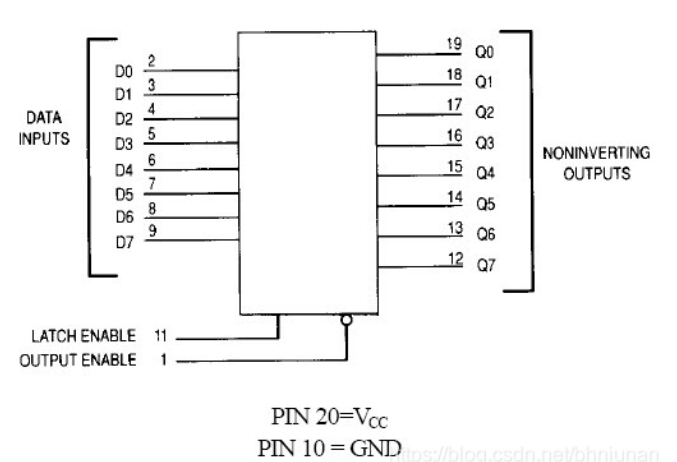 DATA
INPUTS
D0 2
D1 3
D2 4
D3 5
D4 6
D5 7
D6 8
D7 9
19 Q0
18 Q1
17 Q2
16 Q3
15 Q4
14 Q5
13 Q6
12 Q7
NONINVERTING
OUTPUTS
LATCH ENABLE 11
OUTPUT ENABLE 1
PIN 20=VCC
PIN 10 = GND
https://blog.csdn.net/bhniunan